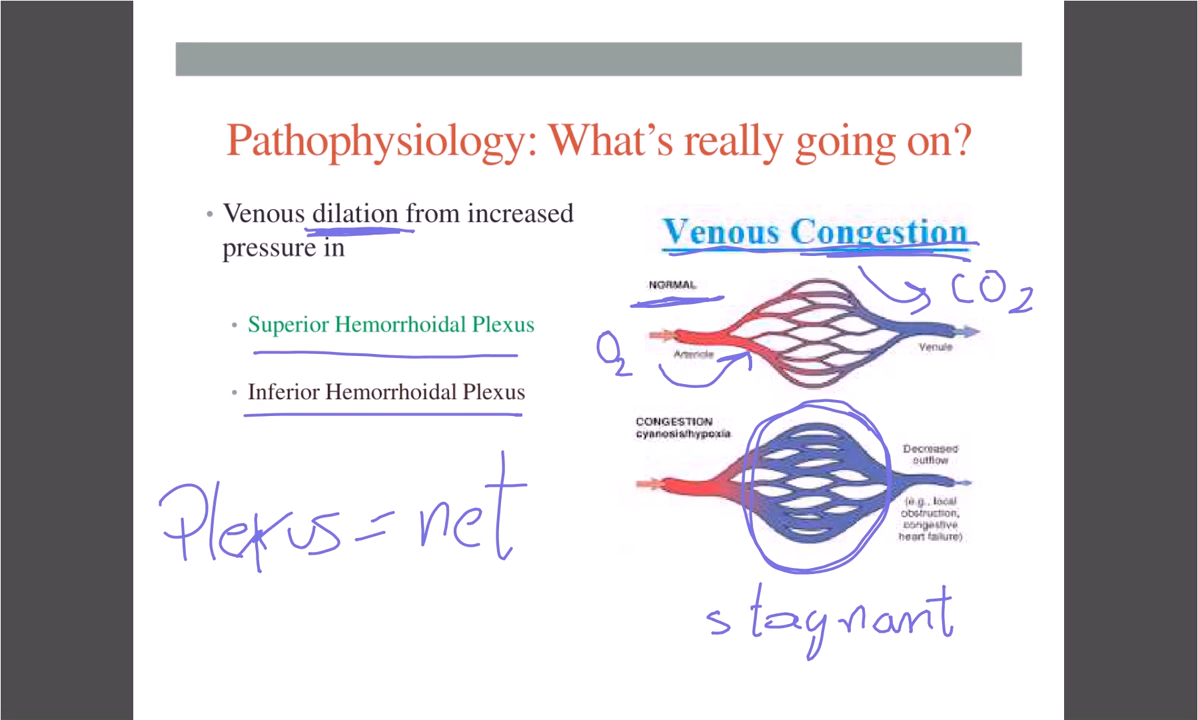 Pathophysiology: What's really going on?
• Venous dilation from increased
pressure in
• Superior Hemorrhoidal Plexus
• Inferior Hemorrhoidal Plexus
Plexus = net
Venous Congestion
NORMAL
CO2
O2
Arteriole
Venule
CONGESTION
cyanosis/hypoxia
Decreased
outflow
(e.g., local
obstruction,
congestive
heart failure)
stagnant